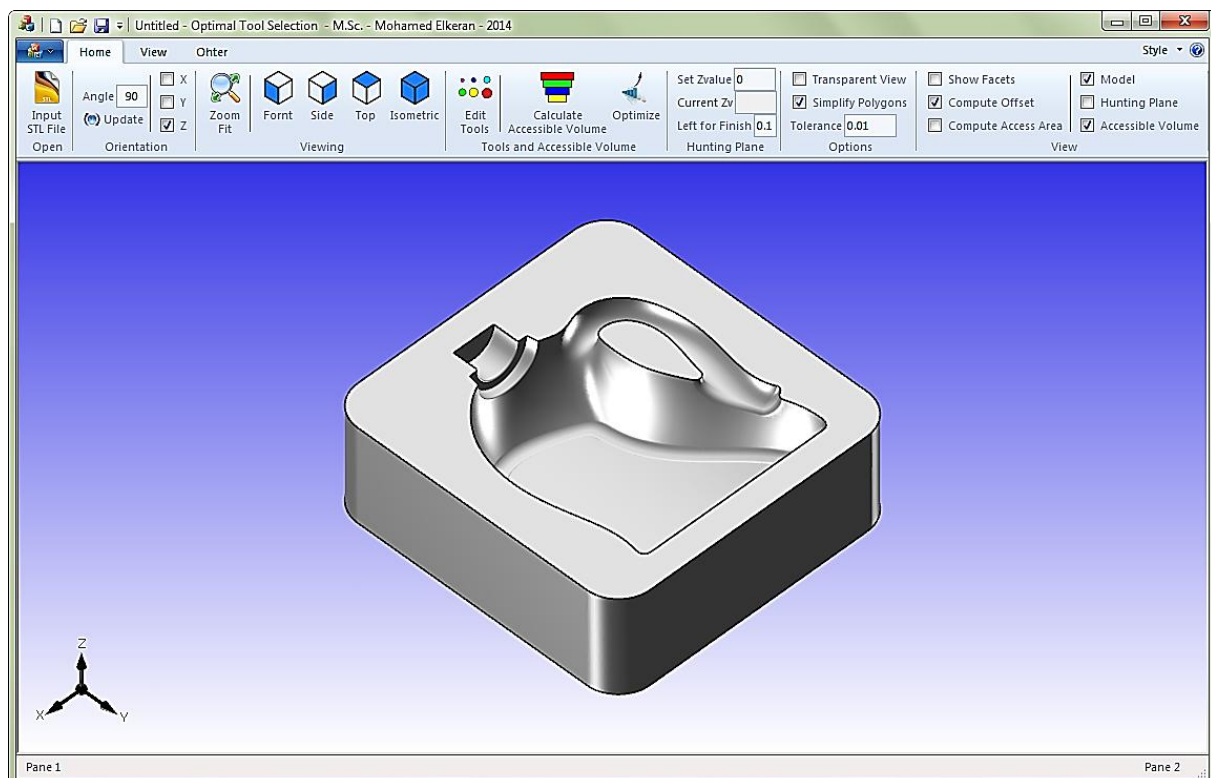 Untitled - Optimal Tool Selection - M.Sc. - Mohamed Elkeran - 2014
Home View Ohter Style
STL
Input STL File
Open
Angle 90
Update
X
Y
Z
Orientation
Zoom Fit
Fornt Side Top Isometric
Viewing
Edit Tools
Calculate Accessible Volume
Optimize
Tools and Accessible Volume
Set Zvalue 0
Current Zv
Left for Finish 0.1
Hunting Plane
Transparent View
Simplify Polygons
Tolerance 0.01
Options
Show Facets
Compute Offset
Compute Access Area
Model
Hunting Plane
Accessible Volume
View
Z
X
Y
Pane 1 Pane 2